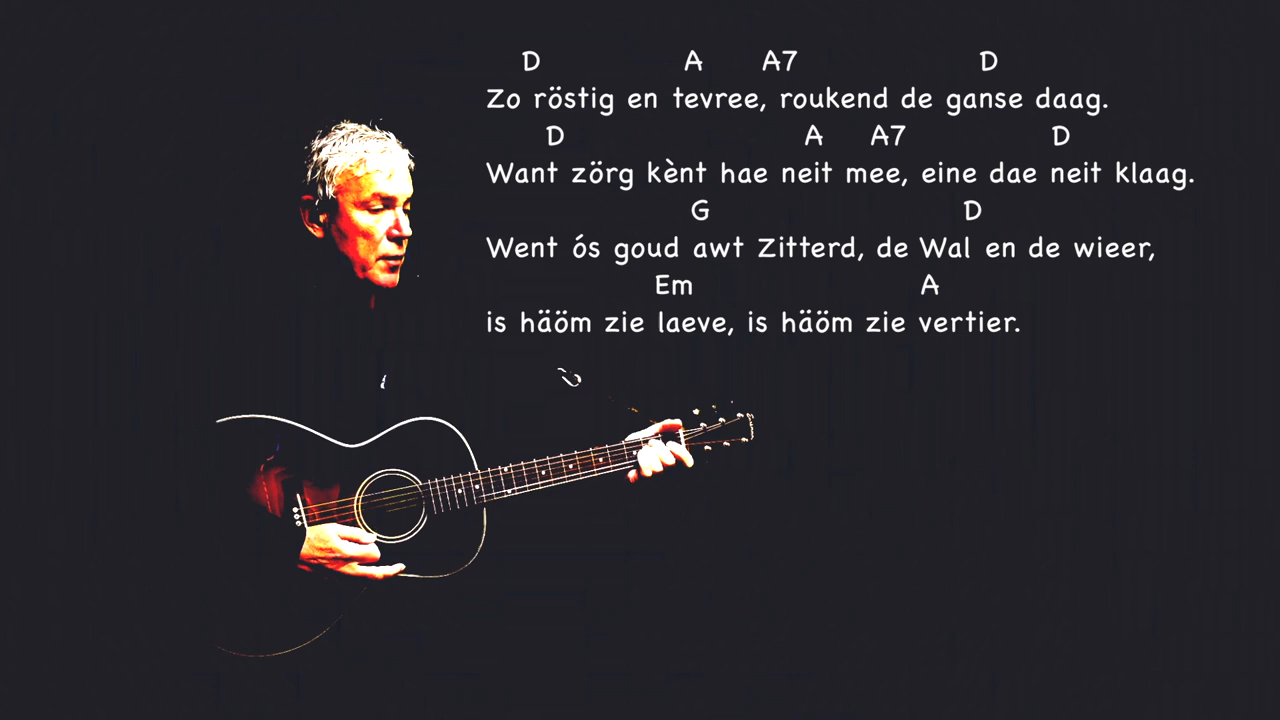 D A A7 D
Zo röstig en tevree, roukend de ganse daag.
D A A7 D
Want zörg kènt hae neit mee, eine dae neit klaag.
G D
Went ós goud awt Zitterd, de Wal en de wieer,
Em A
is häöm zie laeve, is häöm zie vertier.